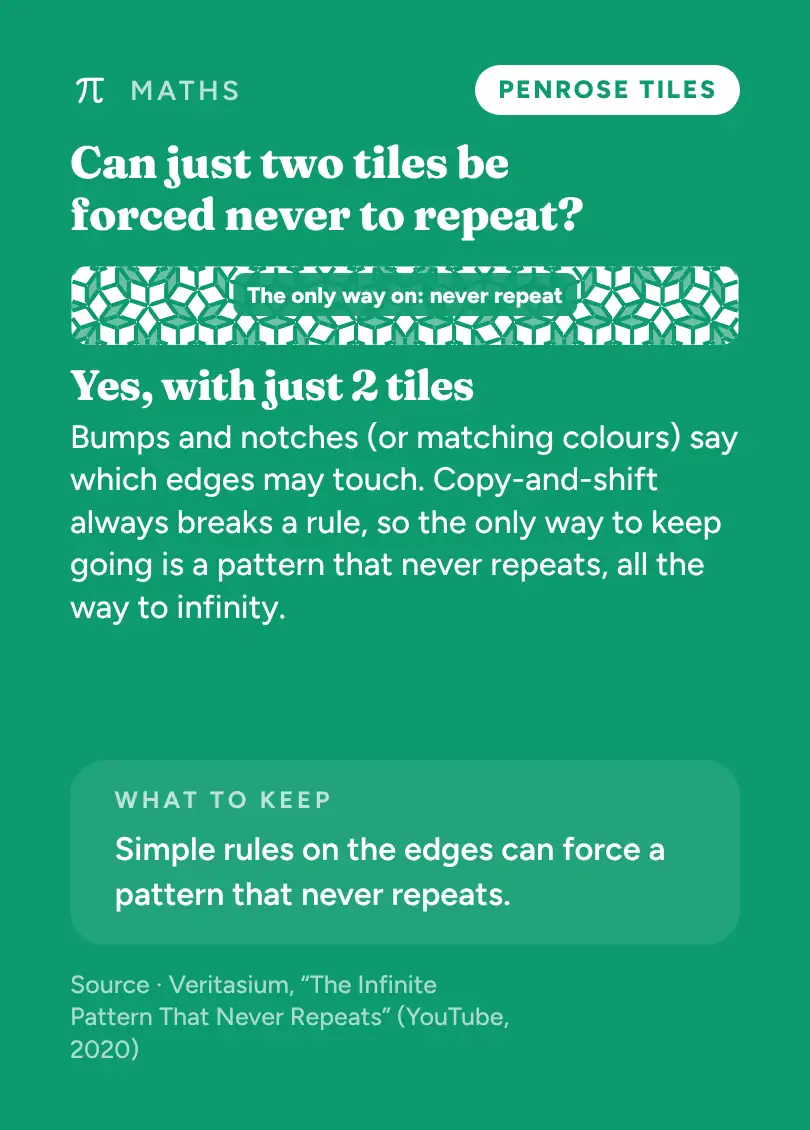 π MATHS
PENROSE TILES
Can just two tiles be
forced never to repeat?
The only way on: never repeat
Yes, with just 2 tiles
Bumps and notches (or matching colours) say
which edges may touch. Copy-and-shift
always breaks a rule, so the only way to keep
going is a pattern that never repeats, all the
way to infinity.
WHAT TO KEEP
Simple rules on the edges can force a
pattern that never repeats.
Source · Veritasium, “The Infinite
Pattern That Never Repeats” (YouTube,
2020)